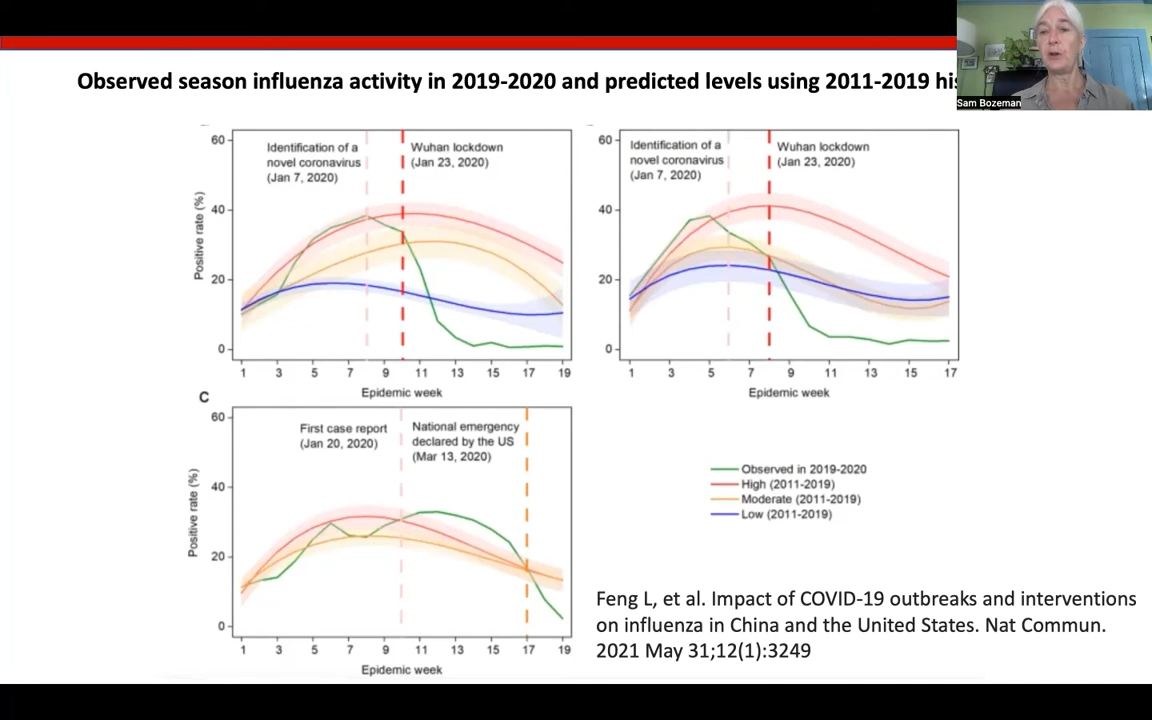 Observed season influenza activity in 2019-2020 and predicted levels using 2011-2019
Sam Bozeman
60
40
20
0
Positive rate (%)
Identification of a
novel coronavirus
(Jan 7, 2020)
Wuhan lockdown
(Jan 23, 2020)
1 3 5 7 9 11 13 15 17 19
Epidemic week
60
40
20
0
Identification of a
novel coronavirus
(Jan 7, 2020)
Wuhan lockdown
(Jan 23, 2020)
1 3 5 7 9 11 13 15 17
Epidemic week
C
60
40
20
0
Positive rate (%)
First case report
(Jan 20, 2020)
National emergency
declared by the US
(Mar 13, 2020)
1 3 5 7 9 11 13 15 17 19
Epidemic week
Observed in 2019-2020
High (2011-2019)
Moderate (2011-2019)
Low (2011-2019)
Feng L, et al. Impact of COVID-19 outbreaks and interventions
on influenza in China and the United States. Nat Commun.
2021 May 31;12(1):3249